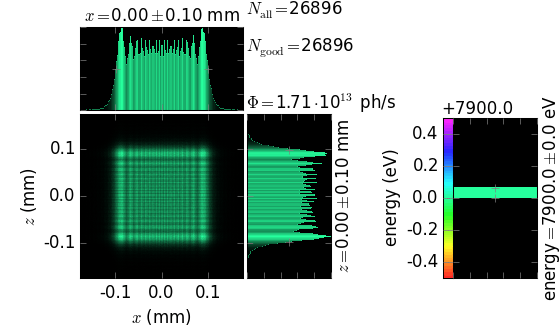 x=0.00±0.10 mm
N_all=26896
N_good=26896
Φ=1.71·10^13 ph/s
z (mm)
0.1
0.0
-0.1
-0.1 0.0 0.1
x (mm)
z=0.00±0.10 mm
+7900.0
energy (eV)
0.4
0.2
0.0
-0.2
-0.4
energy=7900.0±0.0 eV